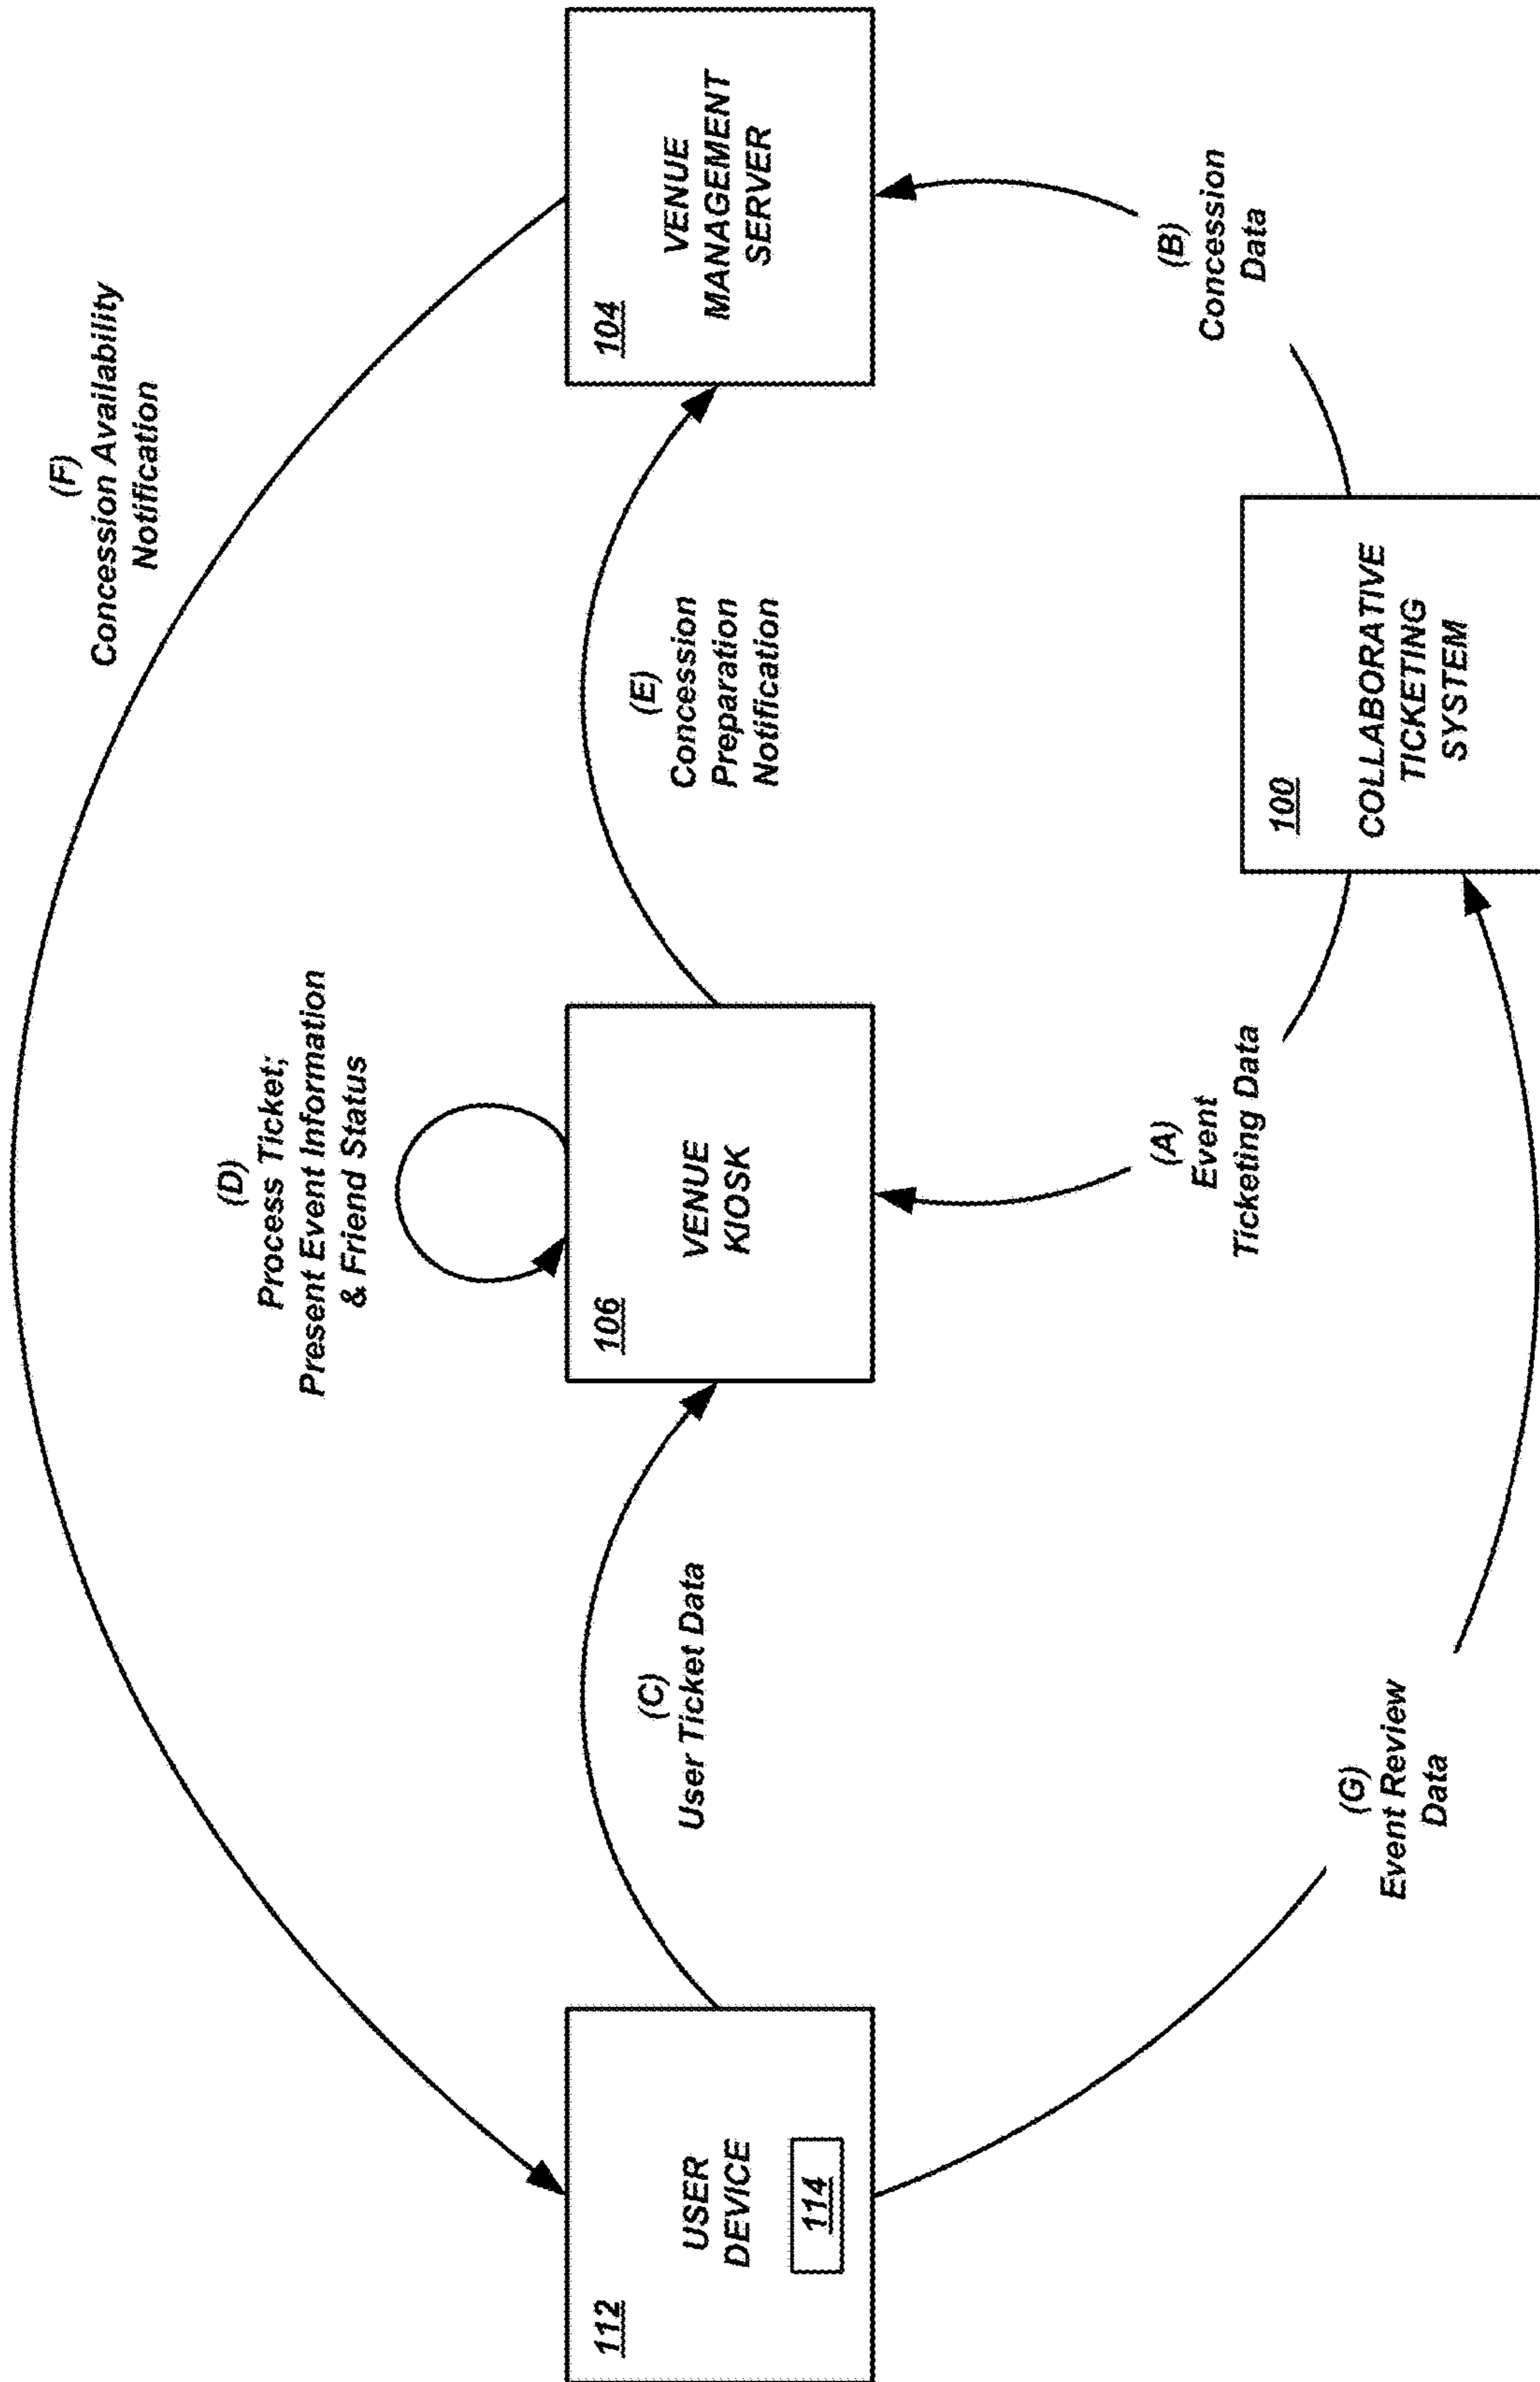 (F)
Concession Availability
Notification
(D)
Process Ticket;
Present Event Information
& Friend Status
112
USER
DEVICE
114
(C)
User Ticket Data
106
VENUE
KIOSK
(E)
Concession
Preparation
Notification
104
VENUE
MANAGEMENT
SERVER
(A)
Event
Ticketing Data
(B)
Concession
Data
100
COLLABORATIVE
TICKETING
SYSTEM
(G)
Event Review
Data